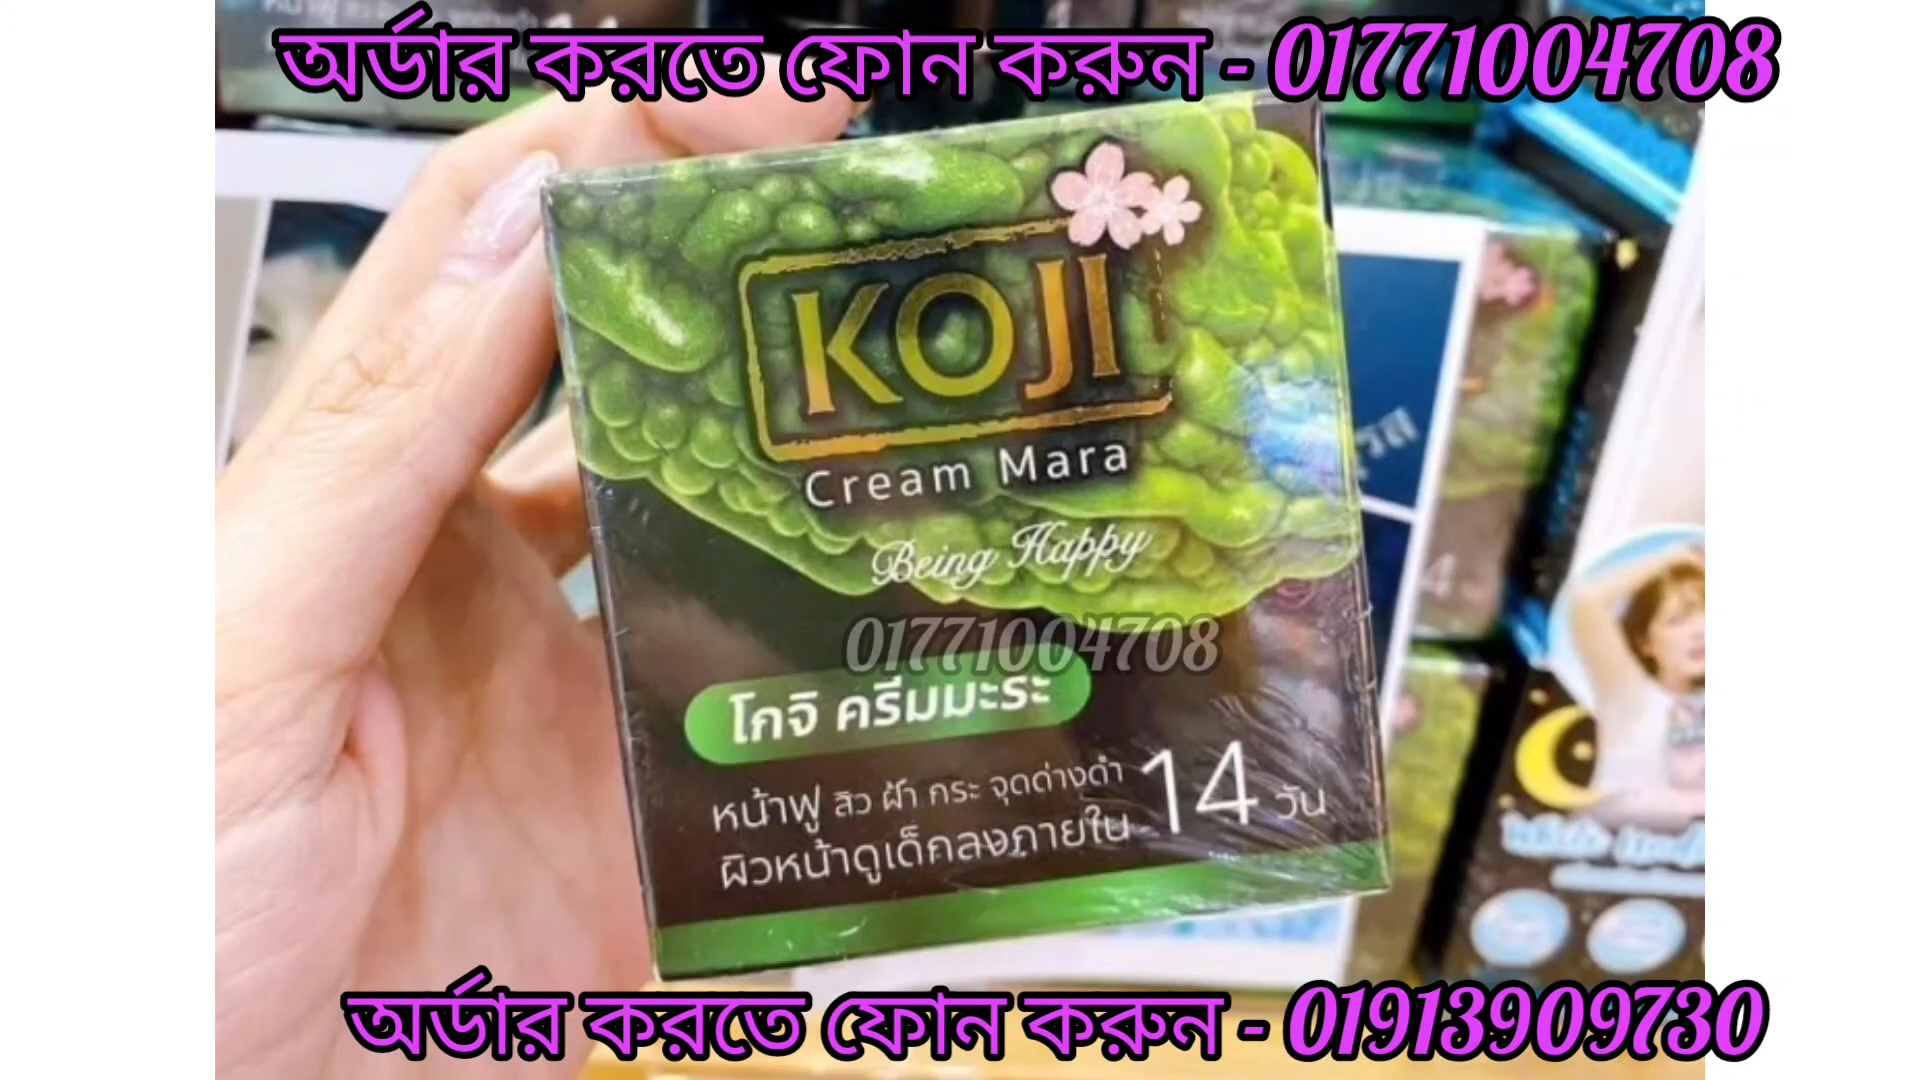 অর্ডার করতে ফোন করুন - 01771004708
KOJI
Cream Mara
Being Happy
01771004708
โกจิ ครีมมะระ
หน้าฟู สิว ฝ้า กระ จุดด่างดำ
ผิวหน้าดูเด็กลงภายใน 14 วัน
অর্ডার করতে ফোন করুন - 01913909730